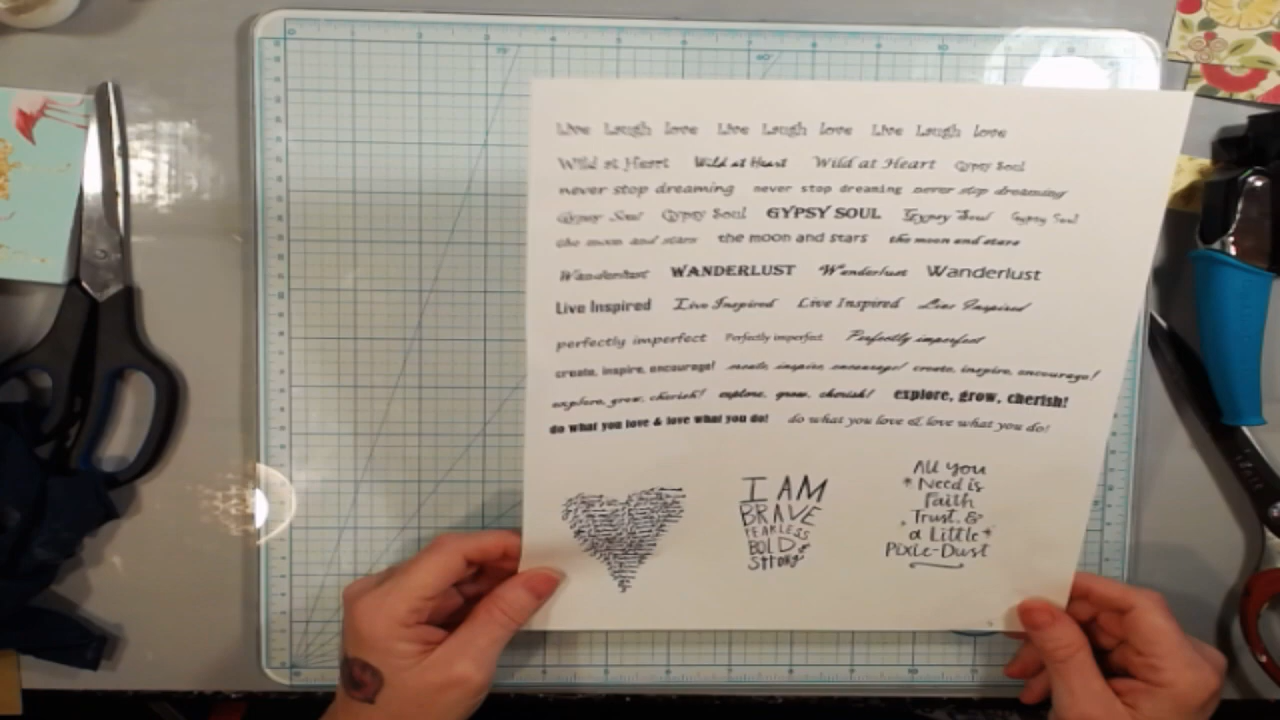 Live Laugh love Live Laugh love Live Laugh love
Wild at Heart Wild at Heart Wild at Heart Gypsy Soul
never stop dreaming never stop dreaming never stop dreaming
Gypsy Soul Gypsy Soul GYPSY SOUL Gypsy Soul Gypsy Soul
the moon and stars the moon and stars the moon and stars
Wanderlust WANDERLUST Wanderlust Wanderlust
Live Inspired Live Inspired Live Inspired Live Inspired
perfectly imperfect Perfectly imperfect Perfectly imperfect
create, inspire, encourage! create, inspire, encourage! create, inspire, encourage!
explore, grow, cherish! explore, grow, cherish! explore, grow, cherish!
do what you love & love what you do! do what you love & love what you do!
I AM
BRAVE
FEARLESS
BOLD &
STRONG
All you
Need is
Faith
Trust, &
a Little
Pixie-Dust